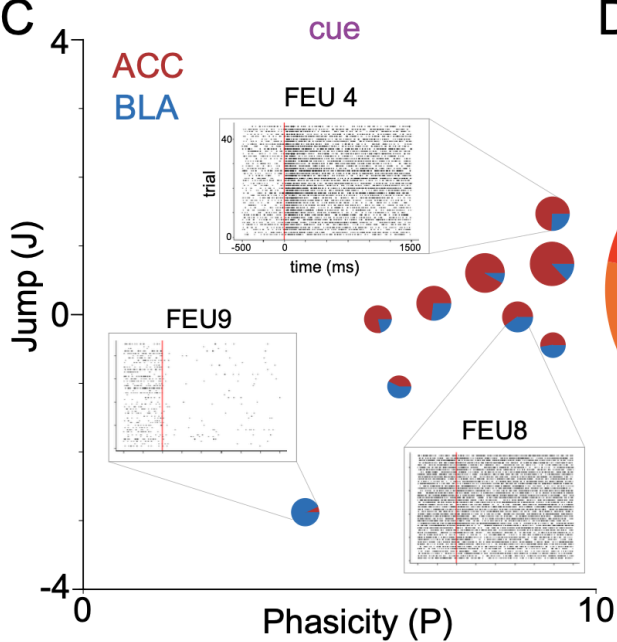 C
D
cue
4
ACC
BLA
FEU 4
40
trial
0
-500
0
1500
time (ms)
Jump (J)
0
FEU9
FEU8
-4
0
Phasicity (P)
10